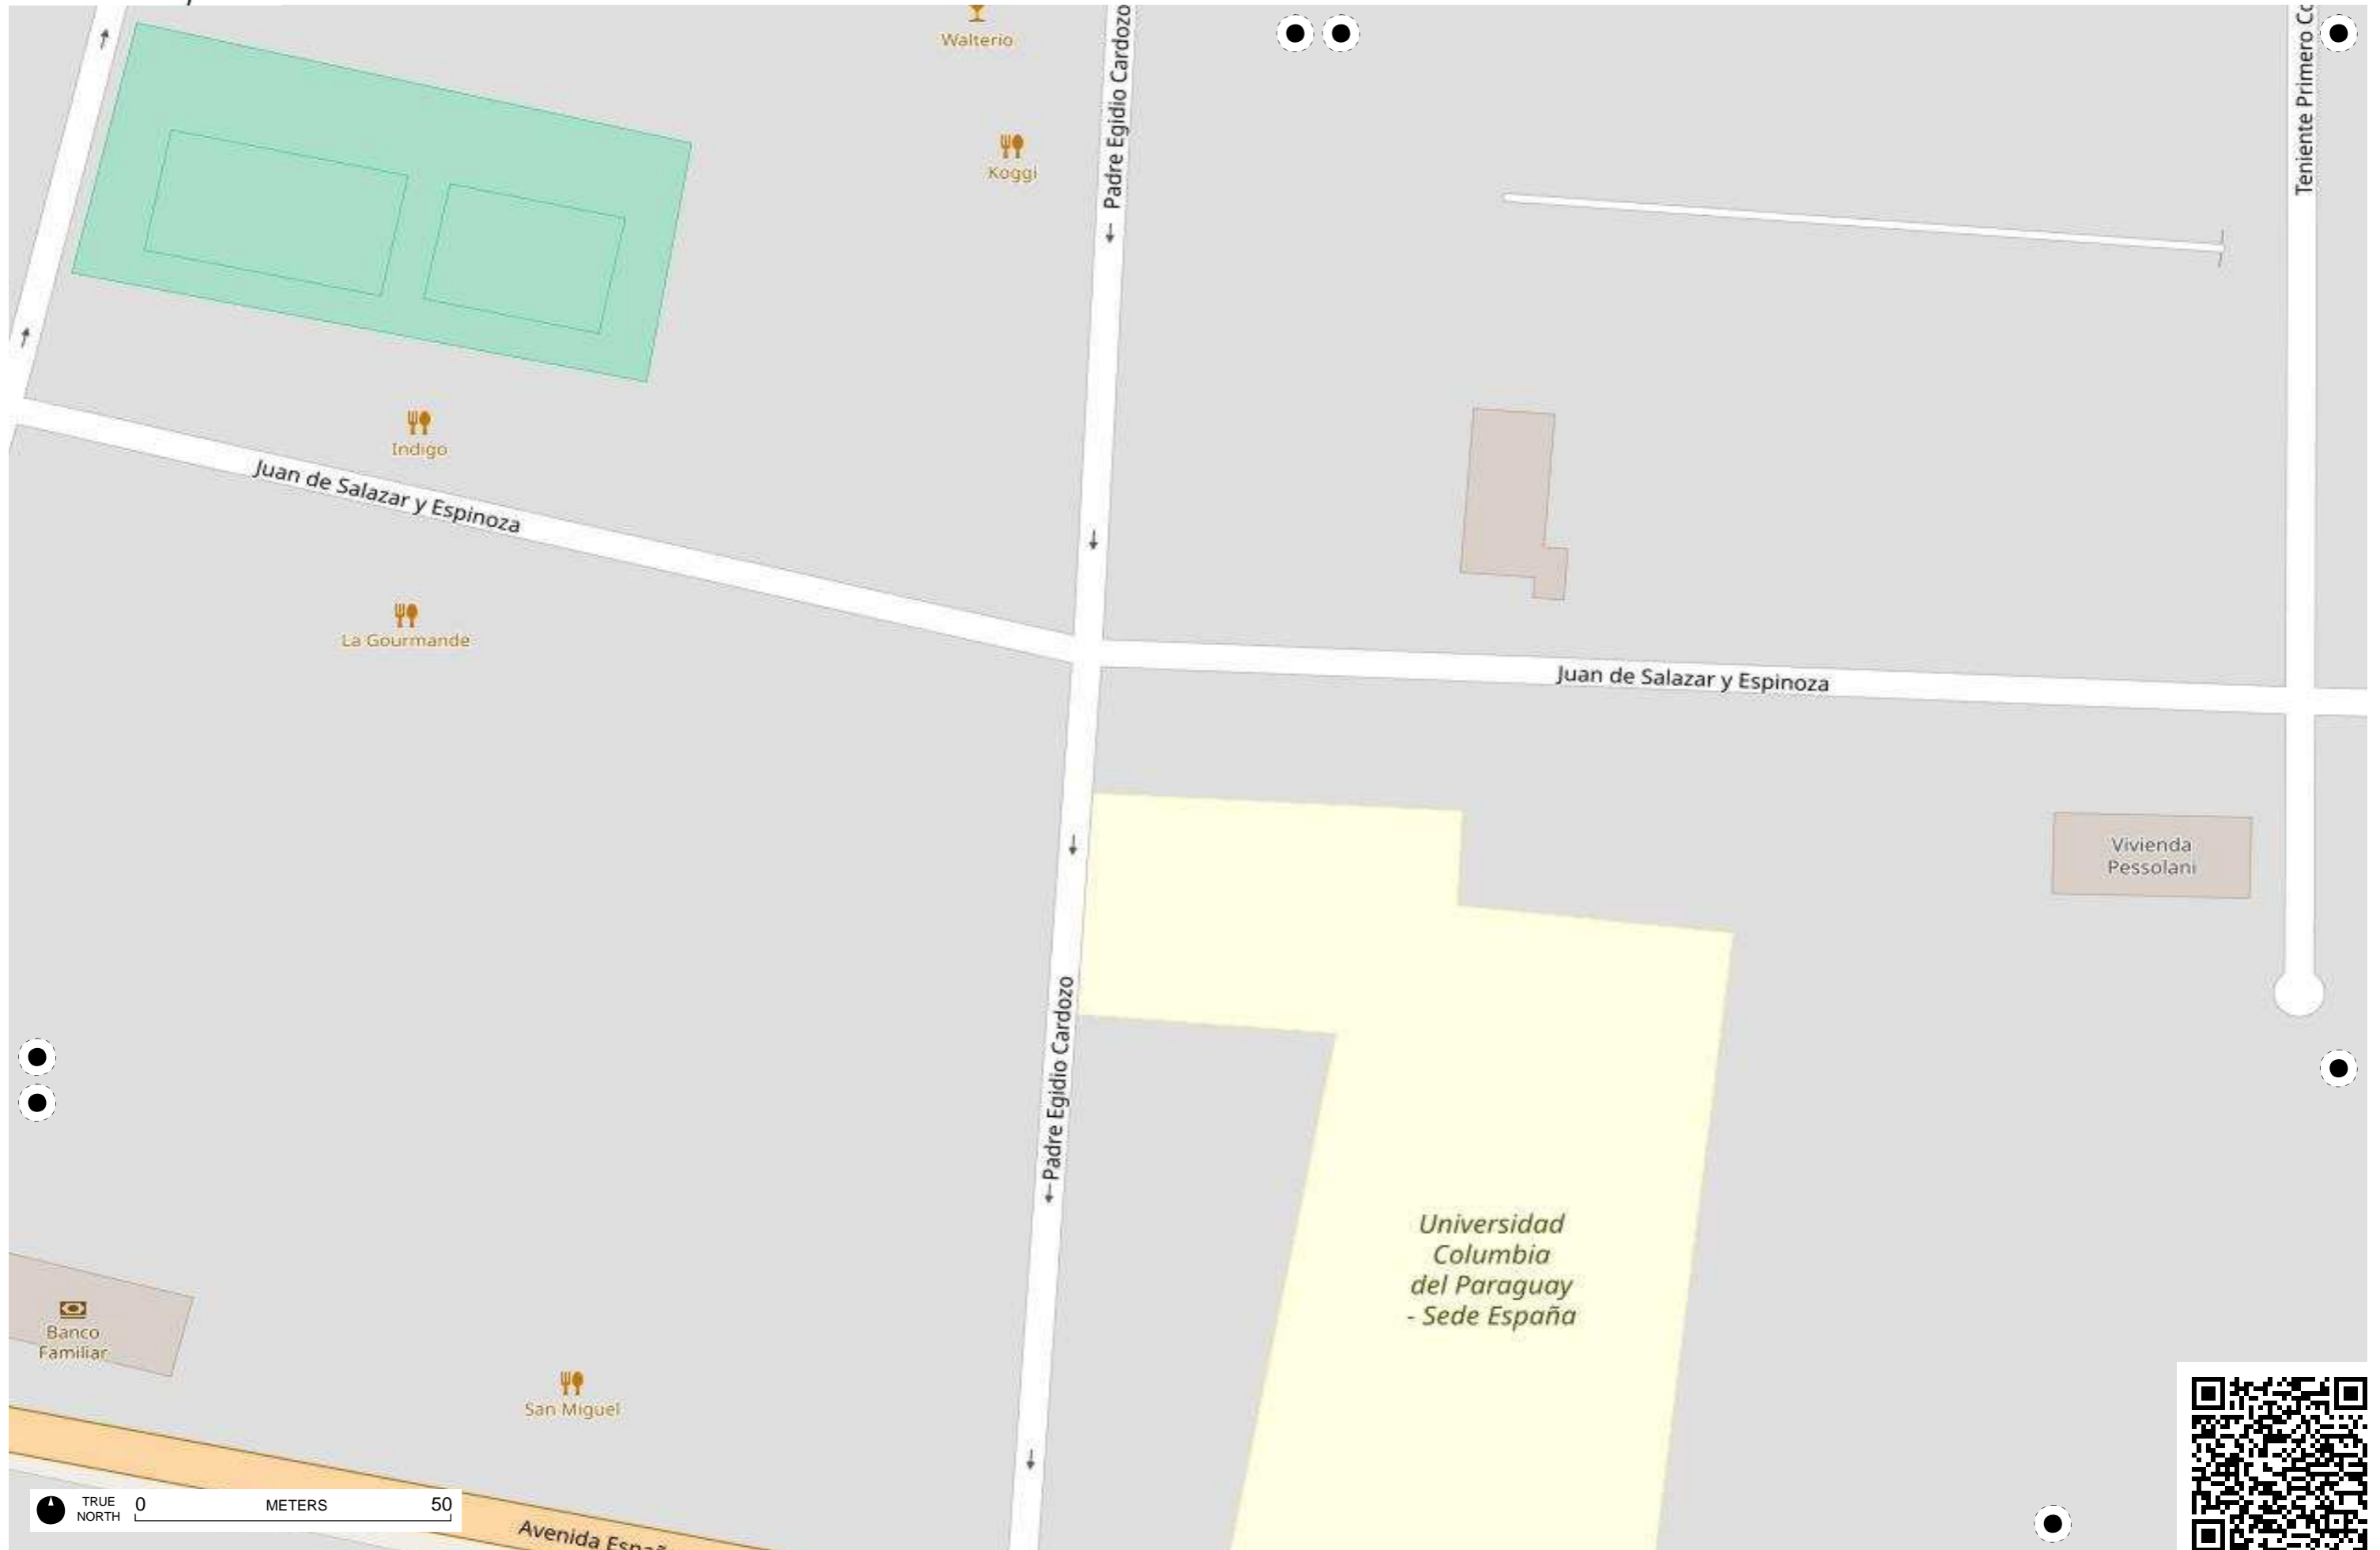 Walterio
Padre Egidio Cardozo
Teniente Primero
Koggi
Indigo
Juan de Salazar y Espinoza
La Gourmande
Juan de Salazar y Espinoza
Vivienda
Pessolani
Padre Egidio Cardozo
Universidad
Columbia
del Paraguay
- Sede España
Banco
Familiar
San Miguel
TRUE
NORTH
0 METERS 50
Avenida